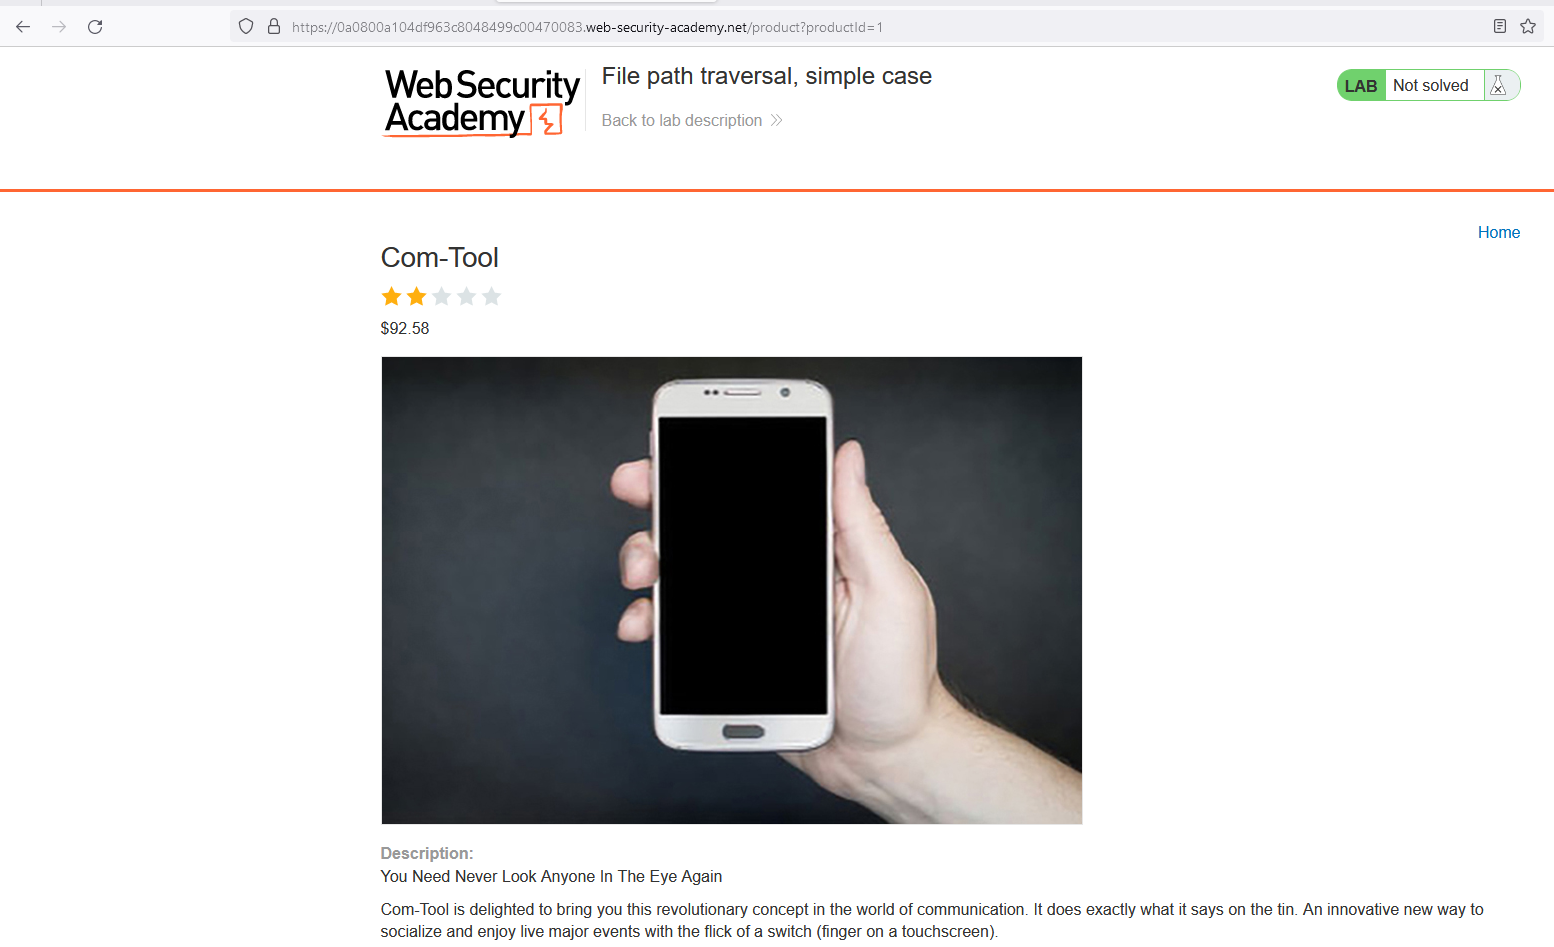 https://0a0800a104df963c8048499c00470083.web-security-academy.net/product?productId=1
WebSecurity
Academy
File path traversal, simple case
Back to lab description
LAB Not solved
Home
Com-Tool
$92.58
Description:
You Need Never Look Anyone In The Eye Again
Com-Tool is delighted to bring you this revolutionary concept in the world of communication. It does exactly what it says on the tin. An innovative new way to
socialize and enjoy live major events with the flick of a switch (finger on a touchscreen).